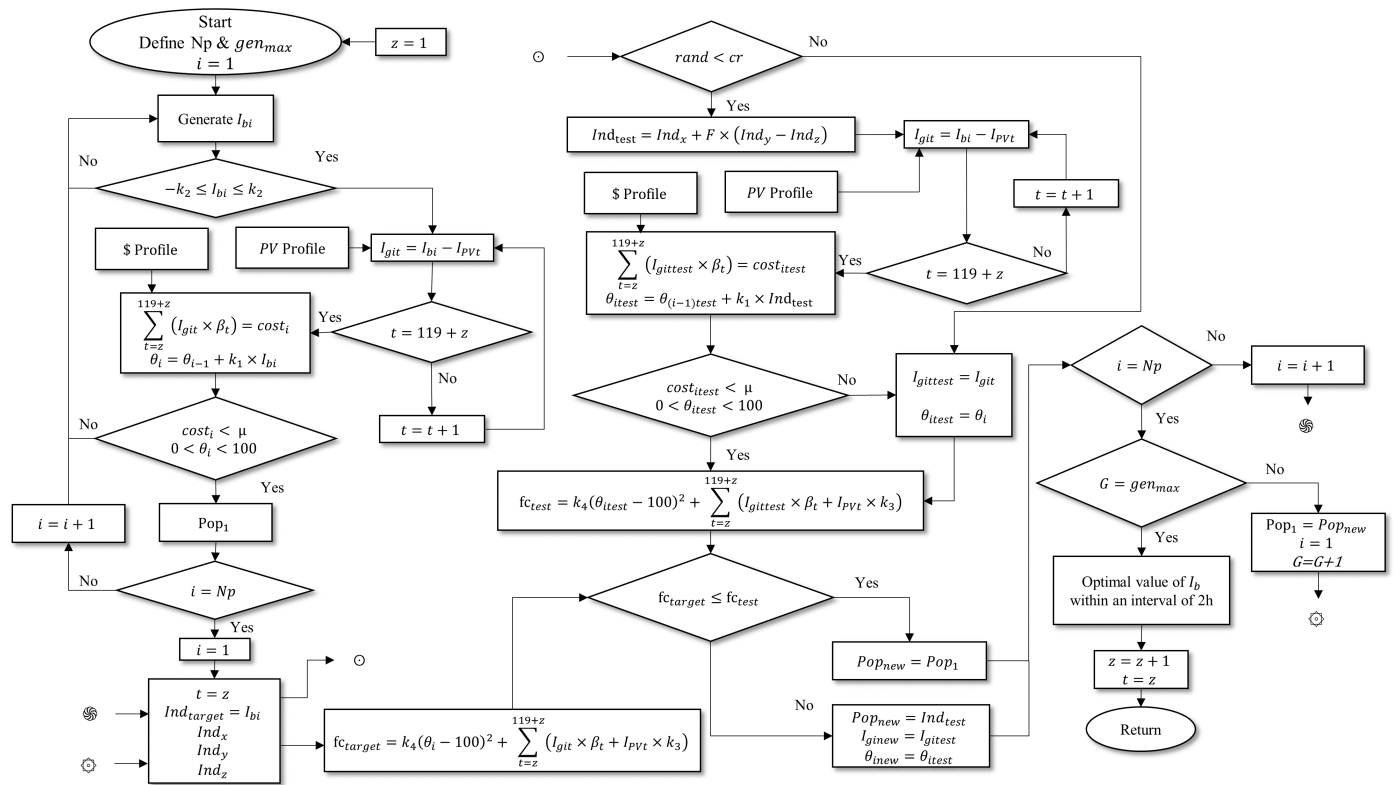 Start
Define Np & gen_max
i = 1
z = 1
Generate I_bi
No
Yes
−k_2 ≤ I_bi ≤ k_2
$ Profile
PV Profile
I_git = I_bi − I_PVt
∑_{t=z}^{119+z} (I_git × β_t) = cost_i
θ_i = θ_{i−1} + k_1 × I_bi
Yes
t = 119 + z
No
t = t + 1
No
cost_i < μ
0 < θ_i < 100
Yes
i = i + 1
Pop_1
No
i = Np
Yes
i = 1
t = z
Ind_target = I_bi
Ind_x
Ind_y
Ind_z
⊙
fc_target = k_4(θ_i − 100)^2 + ∑_{t=z}^{119+z} (I_git × β_t + I_PVt × k_3)
⊙
rand < cr
No
Yes
Ind_test = Ind_x + F × (Ind_y − Ind_z)
I_git = I_bi − I_PVt
$ Profile
PV Profile
t = t + 1
∑_{t=z}^{119+z} (I_gittest × β_t) = cost_itest
θ_itest = θ_{(i−1)test} + k_1 × Ind_test
Yes
t = 119 + z
No
cost_itest < μ
0 < θ_itest < 100
No
Yes
I_gittest = I_git
θ_itest = θ_i
fc_test = k_4(θ_itest − 100)^2 + ∑_{t=z}^{119+z} (I_gittest × β_t + I_PVt × k_3)
fc_target ≤ fc_test
Yes
Pop_new = Pop_1
No
Pop_new = Ind_test
I_ginew = I_gitest
θ_inew = θ_itest
i = Np
No
i = i + 1
Yes
G = gen_max
No
Pop_1 = Pop_new
i = 1
G=G+1
Yes
Optimal value of I_b
within an interval of 2h
z = z + 1
t = z
Return